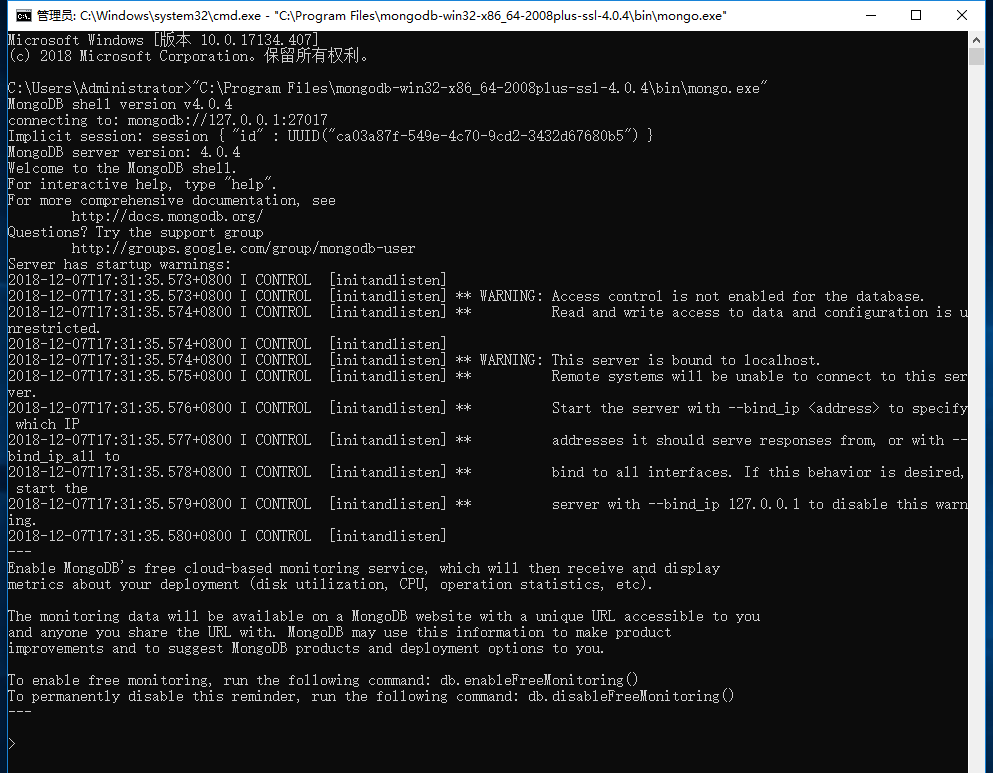 管理员: C:\Windows\system32\cmd.exe - "C:\Program Files\mongodb-win32-x86_64-2008plus-ssl-4.0.4\bin\mongo.exe"
Microsoft Windows [版本 10.0.17134.407]
(c) 2018 Microsoft Corporation。保留所有权利。
C:\Users\Administrator>"C:\Program Files\mongodb-win32-x86_64-2008plus-ssl-4.0.4\bin\mongo.exe"
MongoDB shell version v4.0.4
connecting to: mongodb://127.0.0.1:27017
Implicit session: session { "id" : UUID("ca03a87f-549e-4c70-9cd2-3432d67680b5") }
MongoDB server version: 4.0.4
Welcome to the MongoDB shell.
For interactive help, type "help".
For more comprehensive documentation, see
http://docs.mongodb.org/
Questions? Try the support group
http://groups.google.com/group/mongodb-user
Server has startup warnings:
2018-12-07T17:31:35.573+0800 I CONTROL  [initandlisten]
2018-12-07T17:31:35.573+0800 I CONTROL  [initandlisten] ** WARNING: Access control is not enabled for the database.
2018-12-07T17:31:35.574+0800 I CONTROL  [initandlisten] **          Read and write access to data and configuration is u
nrestricted.
2018-12-07T17:31:35.574+0800 I CONTROL  [initandlisten]
2018-12-07T17:31:35.574+0800 I CONTROL  [initandlisten] ** WARNING: This server is bound to localhost.
2018-12-07T17:31:35.575+0800 I CONTROL  [initandlisten] **          Remote systems will be unable to connect to this ser
ver.
2018-12-07T17:31:35.576+0800 I CONTROL  [initandlisten] **          Start the server with --bind_ip <address> to specify
which IP
2018-12-07T17:31:35.577+0800 I CONTROL  [initandlisten] **          addresses it should serve responses from, or with --
bind_ip_all to
2018-12-07T17:31:35.578+0800 I CONTROL  [initandlisten] **          bind to all interfaces. If this behavior is desired,
start the
2018-12-07T17:31:35.579+0800 I CONTROL  [initandlisten] **          server with --bind_ip 127.0.0.1 to disable this warn
ing.
2018-12-07T17:31:35.580+0800 I CONTROL  [initandlisten]
---
Enable MongoDB's free cloud-based monitoring service, which will then receive and display
metrics about your deployment (disk utilization, CPU, operation statistics, etc).
The monitoring data will be available on a MongoDB website with a unique URL accessible to you
and anyone you share the URL with. MongoDB may use this information to make product
improvements and to suggest MongoDB products and deployment options to you.
To enable free monitoring, run the following command: db.enableFreeMonitoring()
To permanently disable this reminder, run the following command: db.disableFreeMonitoring()
---
>